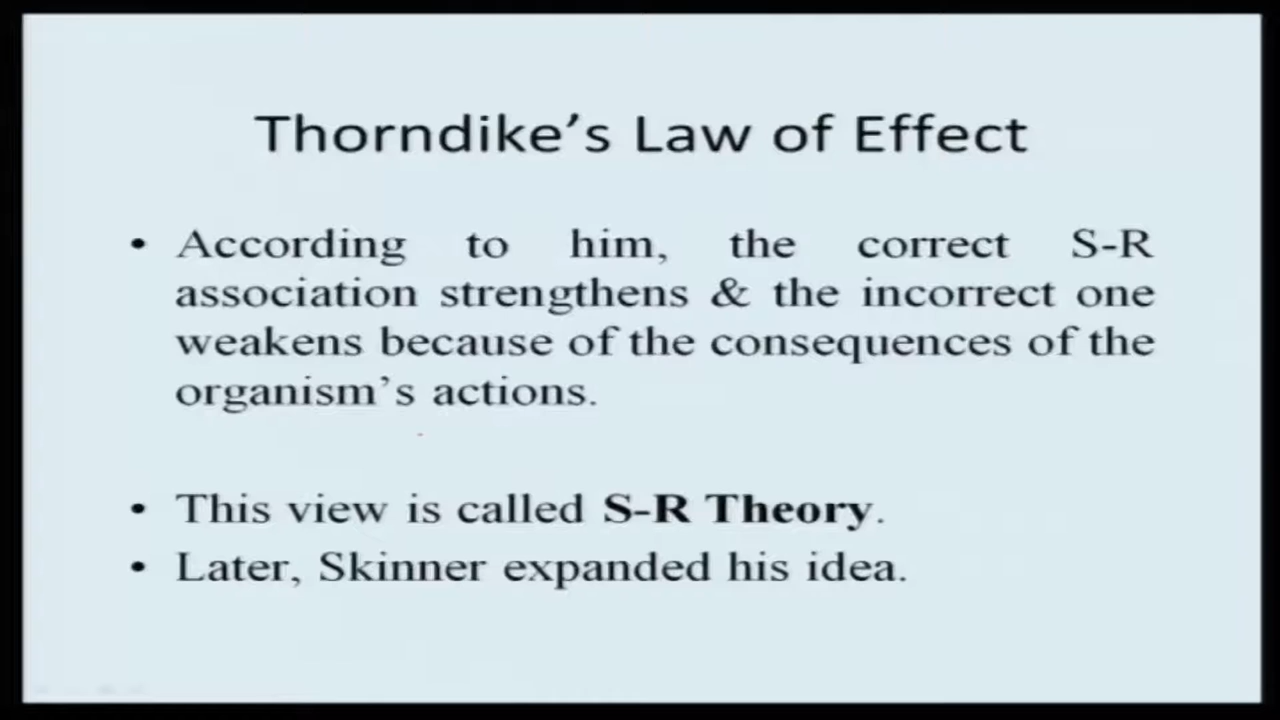 Thorndike’s Law of Effect
• According to him, the correct S-R
association strengthens & the incorrect one
weakens because of the consequences of the
organism’s actions.
• This view is called S-R Theory.
• Later, Skinner expanded his idea.